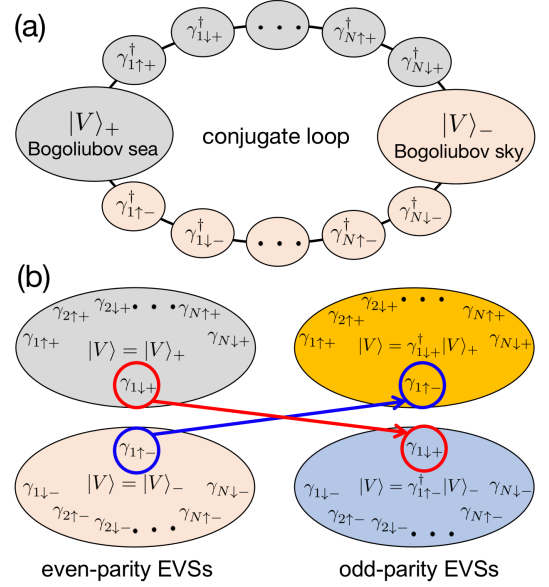 (a)
γ†1↑+ γ†1↓+ • • • γ†N↑+ γ†N↓+
|V⟩+
Bogoliubov sea
conjugate loop
|V⟩−
Bogoliubov sky
γ†1↑− γ†1↓− • • • γ†N↑− γ†N↓−
(b)
γ1↑+ γ2↑+ γ2↓+ • • • γN↑+ γN↓+
|V⟩ = |V⟩+
γ1↓+
γ1↑+ γ2↑+ γ2↓+ • • • γN↑+ γN↓+
|V⟩ = γ†1↓+|V⟩+
γ1↑−
γ1↑−
|V⟩ = |V⟩−
γ1↓− γ2↑− γ2↓− • • • γN↑− γN↓−
γ1↓+
|V⟩ = γ†1↑−|V⟩−
γ1↓− γ2↑− γ2↓− • • • γN↑− γN↓−
even-parity EVSs
odd-parity EVSs